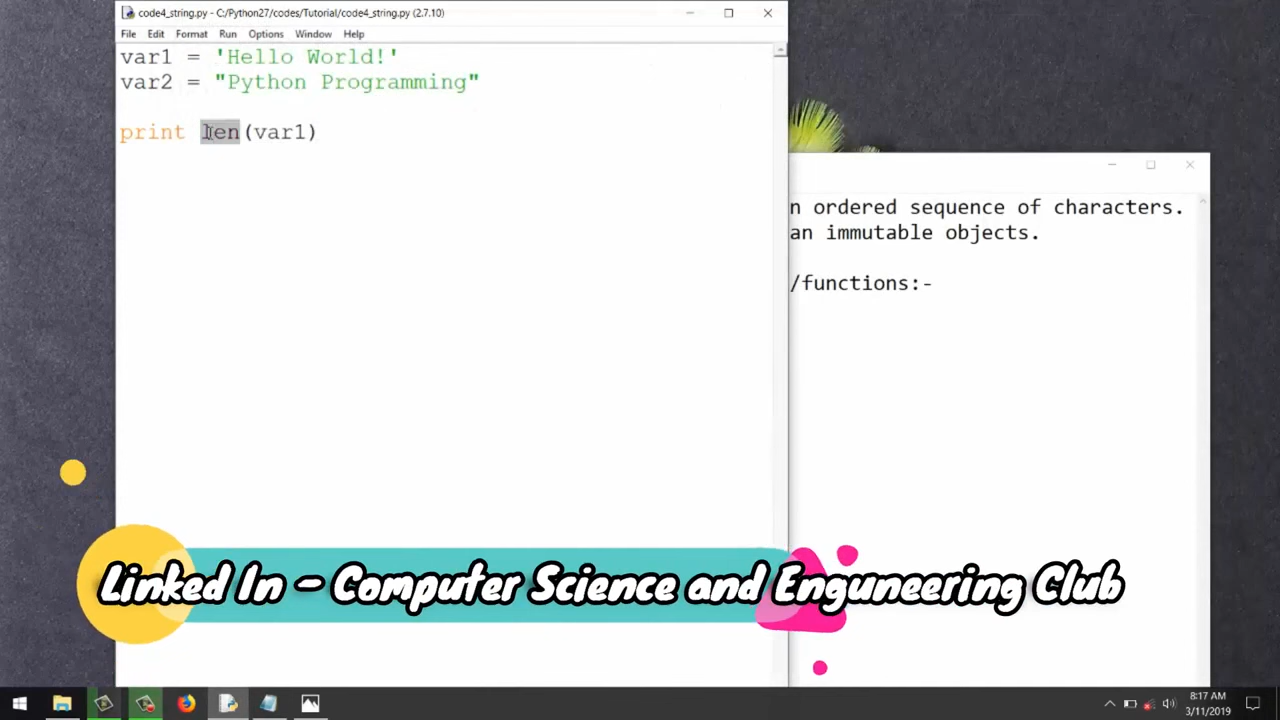 code4_string.py - C:/Python27/codes/Tutorial/code4_string.py (2.7.10)
File Edit Format Run Options Window Help
var1 = 'Hello World!'
var2 = "Python Programming"
print len(var1)
n ordered sequence of characters.
an immutable objects.
/functions:-
Linked In - Computer Science and Enguneering Club
8:17 AM
3/11/2019